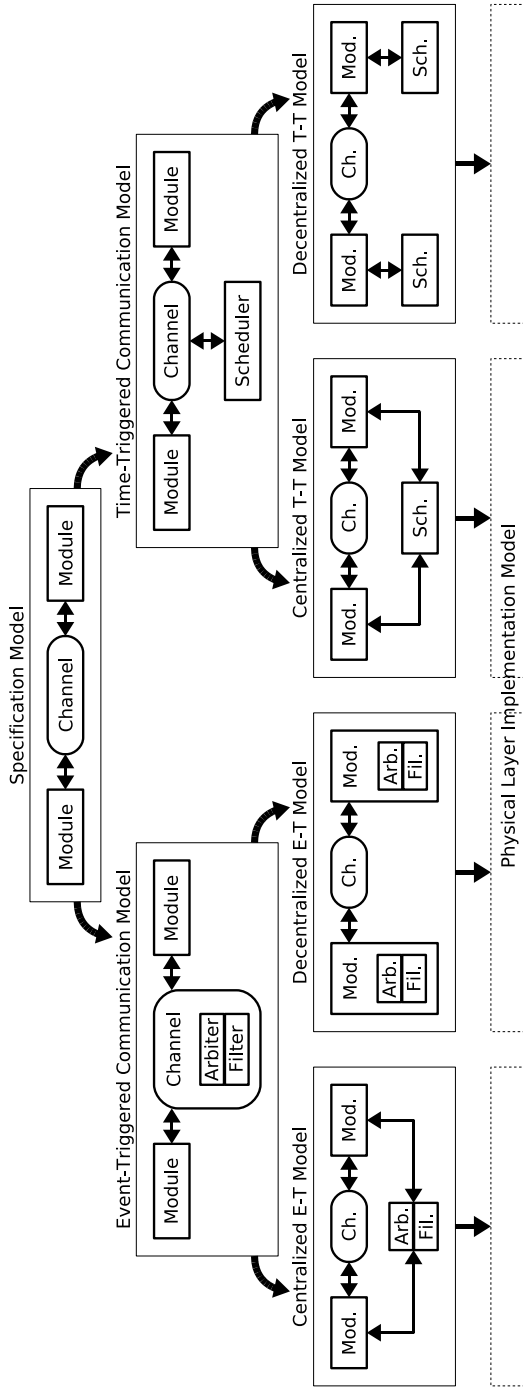 Specification Model
Module
Channel
Module
Event-Triggered Communication Model
Module
Channel
Arbiter
Filter
Module
Time-Triggered Communication Model
Module
Channel
Scheduler
Module
Centralized E-T Model
Mod.
Ch.
Mod.
Arb.
Fil.
Decentralized E-T Model
Mod.
Arb.
Fil.
Ch.
Mod.
Arb.
Fil.
Centralized T-T Model
Mod.
Ch.
Mod.
Sch.
Decentralized T-T Model
Mod.
Ch.
Mod.
Sch.
Sch.
Physical Layer Implementation Model